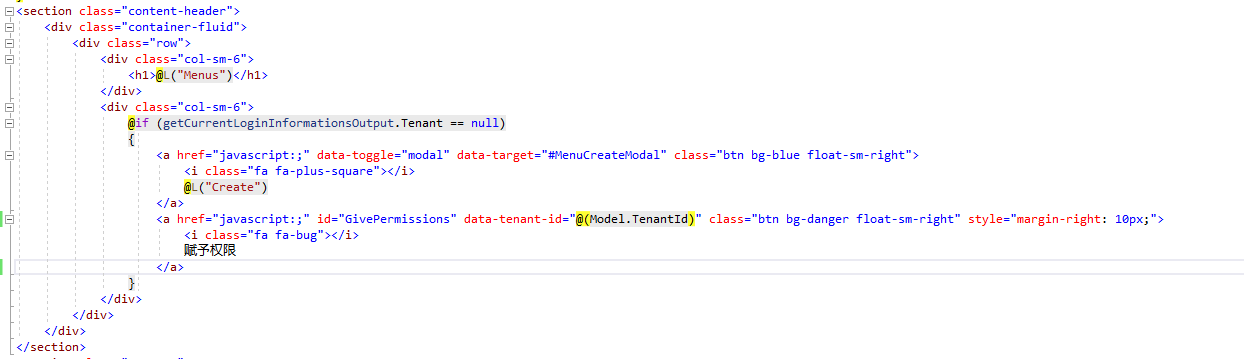 <section class="content-header">
<div class="container-fluid">
<div class="row">
<div class="col-sm-6">
<h1>@L("Menus")</h1>
</div>
<div class="col-sm-6">
@if (getCurrentLoginInformationsOutput.Tenant == null)
{
<a href="javascript:;" data-toggle="modal" data-target="#MenuCreateModal" class="btn bg-blue float-sm-right">
<i class="fa fa-plus-square"></i>
@L("Create")
</a>
<a href="javascript:;" id="GivePermissions" data-tenant-id="@(Model.TenantId)" class="btn bg-danger float-sm-right" style="margin-right: 10px;">
<i class="fa fa-bug"></i>
赋予权限
</a>
}
</div>
</div>
</div>
</section>